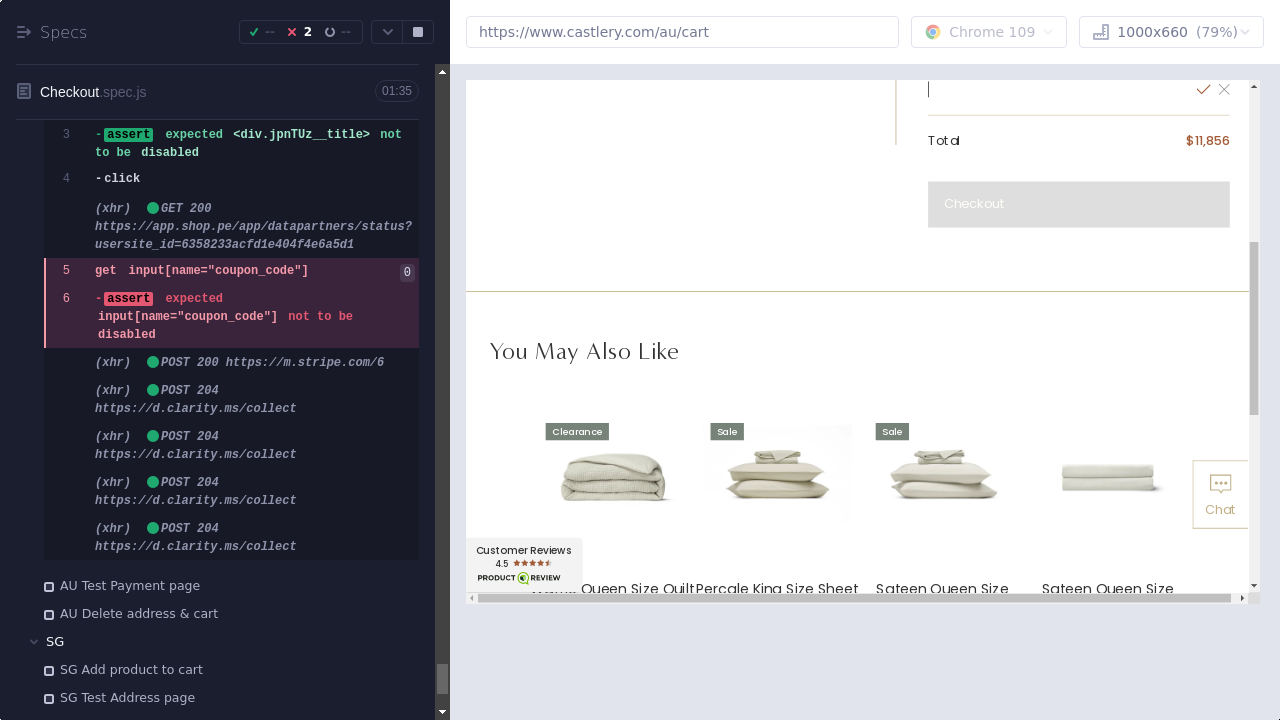 Specs
--
2
--
https://www.castlery.com/au/cart
Chrome 109
1000x660 (79%)
Checkout.spec.js
01:35
3 -assert expected <div.jpnTUz__title> not
to be disabled
4 -click
(xhr) GET 200
https://app.shop.pe/app/datapartners/status?
usersite_id=6358233acfd1e404f4e6a5d1
5 get input[name="coupon_code"] 0
6 -assert expected
input[name="coupon_code"] not to be
disabled
(xhr) POST 200 https://m.stripe.com/6
(xhr) POST 204
https://d.clarity.ms/collect
(xhr) POST 204
https://d.clarity.ms/collect
(xhr) POST 204
https://d.clarity.ms/collect
(xhr) POST 204
https://d.clarity.ms/collect
AU Test Payment page
AU Delete address & cart
SG
SG Add product to cart
SG Test Address page
Total $11,856
Checkout
You May Also Like
Clearance
Sale
Sale
Chat
Customer Reviews
4.5
PRODUCT REVIEW
Queen Size Quilt
Percale King Size Sheet
Sateen Queen Size
Sateen Queen Size